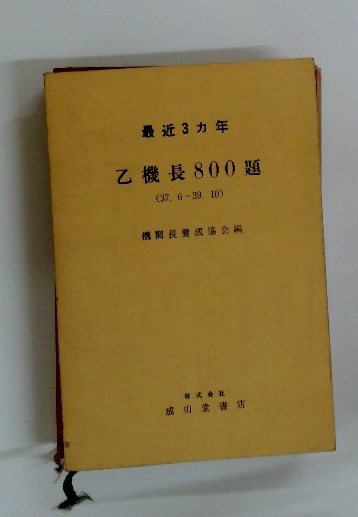 最近3カ年
乙機長800題
(37.6~39.10)
機関長養成協会編
株式会社
成山堂書店